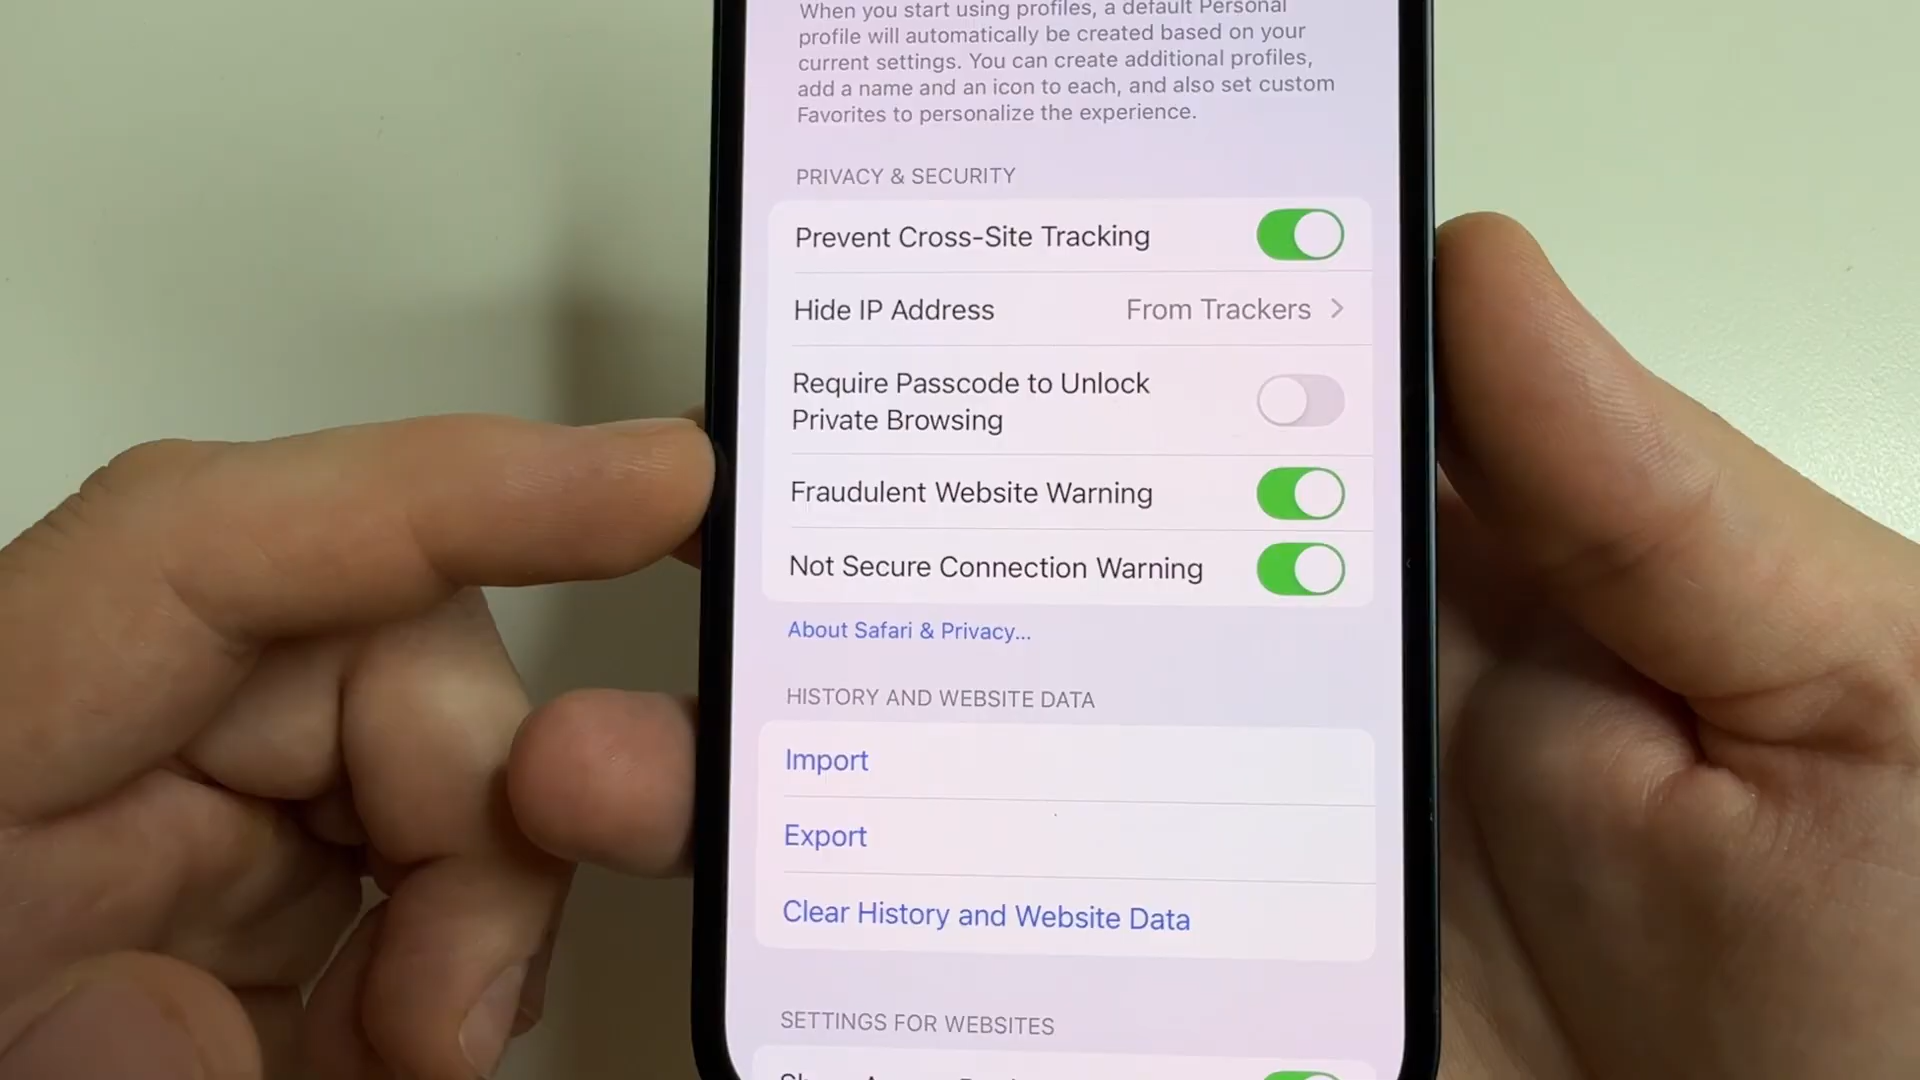 When you start using profiles, a default Personal
profile will automatically be created based on your
current settings. You can create additional profiles,
add a name and an icon to each, and also set custom
Favorites to personalize the experience.
PRIVACY & SECURITY
Prevent Cross-Site Tracking
Hide IP Address From Trackers
Require Passcode to Unlock
Private Browsing
Fraudulent Website Warning
Not Secure Connection Warning
About Safari & Privacy...
HISTORY AND WEBSITE DATA
Import
Export
Clear History and Website Data
SETTINGS FOR WEBSITES